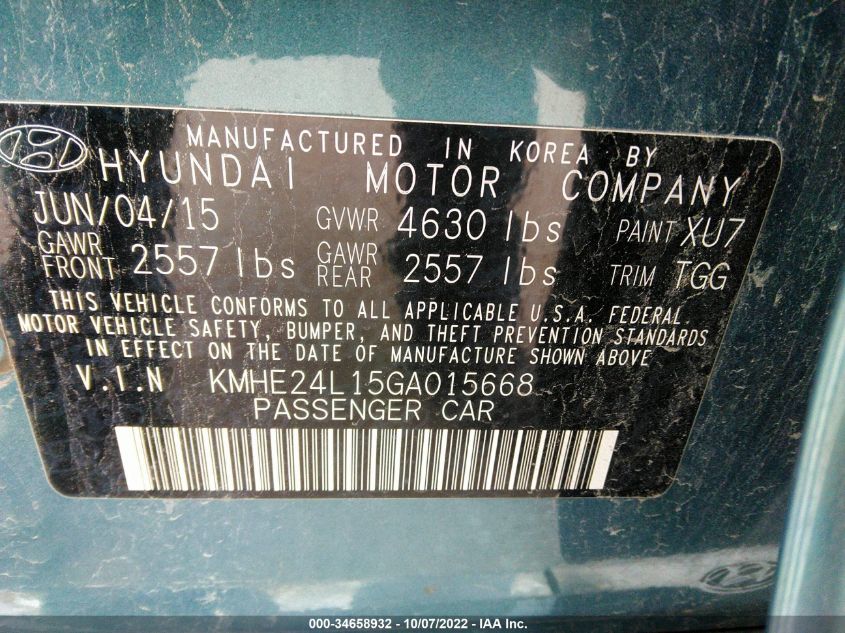 MANUFACTURED IN KOREA BY
HYUNDAI MOTOR COMPANY
JUN/04/15 GVWR 4630 lbs PAINT XU7
GAWR FRONT 2557 lbs GAWR REAR 2557 lbs TRIM TGG
THIS VEHICLE CONFORMS TO ALL APPLICABLE U.S.A. FEDERAL
MOTOR VEHICLE SAFETY, BUMPER, AND THEFT PREVENTION STANDARDS
IN EFFECT ON THE DATE OF MANUFACTURE SHOWN ABOVE
V.I.N KMHE24L15GA015668
PASSENGER CAR
000-34658932 - 10/07/2022 - IAA Inc.